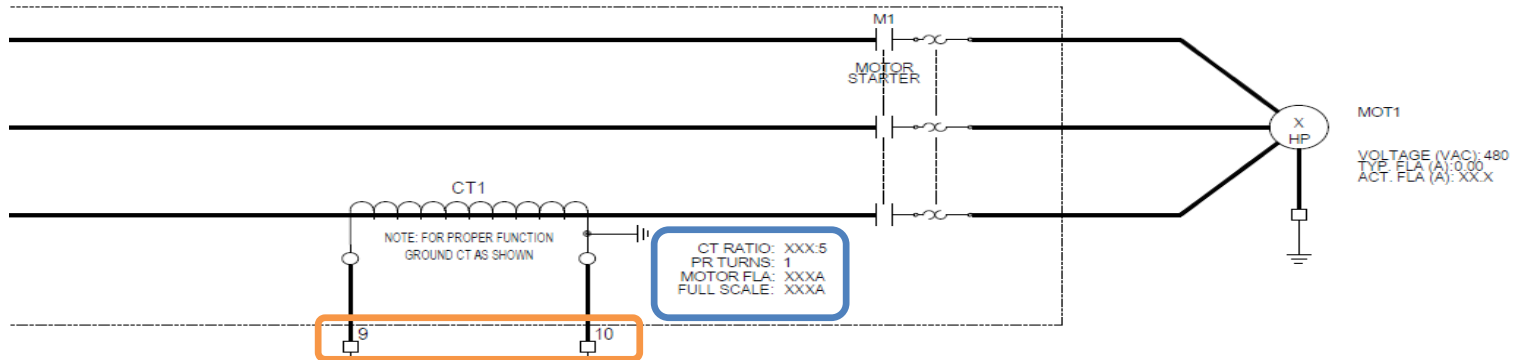 M1
MOTOR
STARTER
X
HP
MOT1
VOLTAGE (VAC): 480
TYP. FLA (A):0.00
ACT. FLA (A): XX.X
CT1
NOTE: FOR PROPER FUNCTION
GROUND CT AS SHOWN
CT RATIO: XXX:5
PR TURNS: 1
MOTOR FLA: XXXA
FULL SCALE: XXXA
9
10